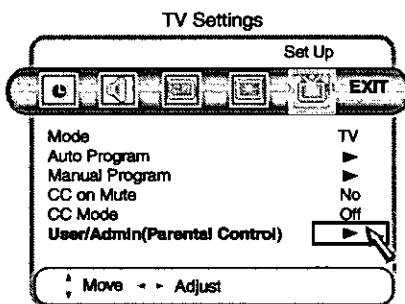 TV Settings
Set Up
EXIT
Mode TV
Auto Program ►
Manual Program ►
CC on Mute No
CC Mode Off
User/Admin(Parental Control) ►
Move Adjust